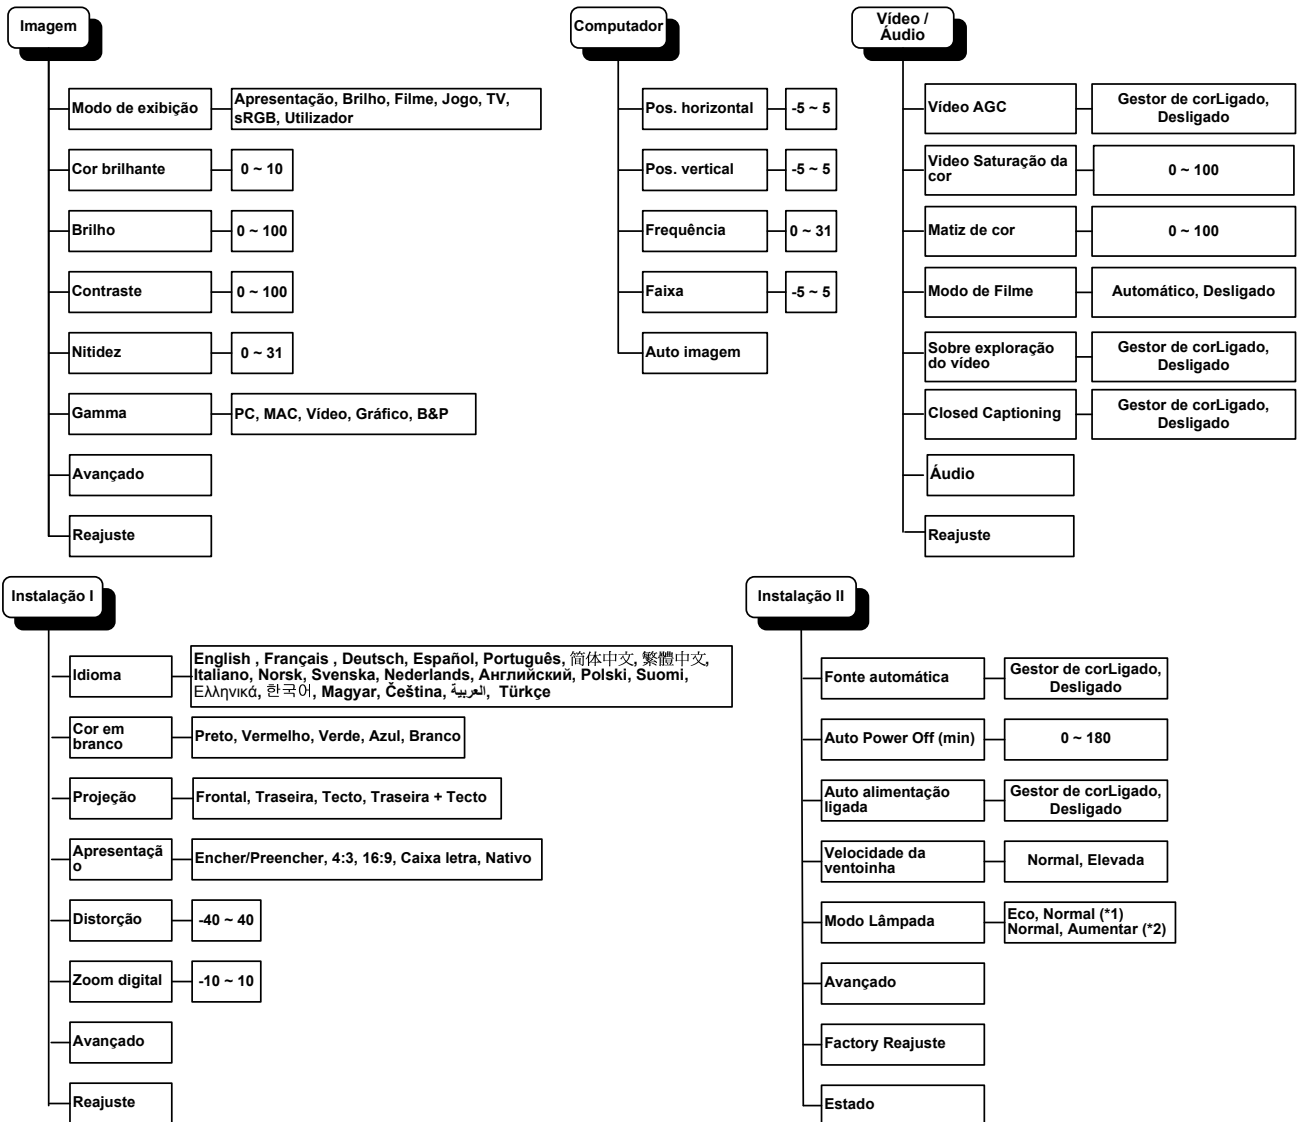 Imagem
Modo de exibição
Apresentação, Brilho, Filme, Jogo, TV,
sRGB, Utilizador
Cor brilhante
0 ~ 10
Brilho
0 ~ 100
Contraste
0 ~ 100
Nitidez
0 ~ 31
Gamma
PC, MAC, Vídeo, Gráfico, B&P
Avançado
Reajuste
Computador
Pos. horizontal
-5 ~ 5
Pos. vertical
-5 ~ 5
Frequência
0 ~ 31
Faixa
-5 ~ 5
Auto imagem
Vídeo /
Áudio
Vídeo AGC
Gestor de corLigado,
Desligado
Video Saturação da
cor
0 ~ 100
Matiz de cor
0 ~ 100
Modo de Filme
Automático, Desligado
Sobre exploração
do vídeo
Gestor de corLigado,
Desligado
Closed Captioning
Gestor de corLigado,
Desligado
Áudio
Reajuste
Instalação I
Idioma
English , Français , Deutsch, Español, Português, 简体中文, 繁體中文,
Italiano, Norsk, Svenska, Nederlands, Английский, Polski, Suomi,
Ελληνικά, 한국어, Magyar, Čeština, العربية, Türkçe
Cor em
branco
Preto, Vermelho, Verde, Azul, Branco
Projeção
Frontal, Traseira, Tecto, Traseira + Tecto
Apresentaçã
o
Encher/Preencher, 4:3, 16:9, Caixa letra, Nativo
Distorção
-40 ~ 40
Zoom digital
-10 ~ 10
Avançado
Reajuste
Instalação II
Fonte automática
Gestor de corLigado,
Desligado
Auto Power Off (min)
0 ~ 180
Auto alimentação
ligada
Gestor de corLigado,
Desligado
Velocidade da
ventoinha
Normal, Elevada
Modo Lâmpada
Eco, Normal (*1)
Normal, Aumentar (*2)
Avançado
Factory Reajuste
Estado